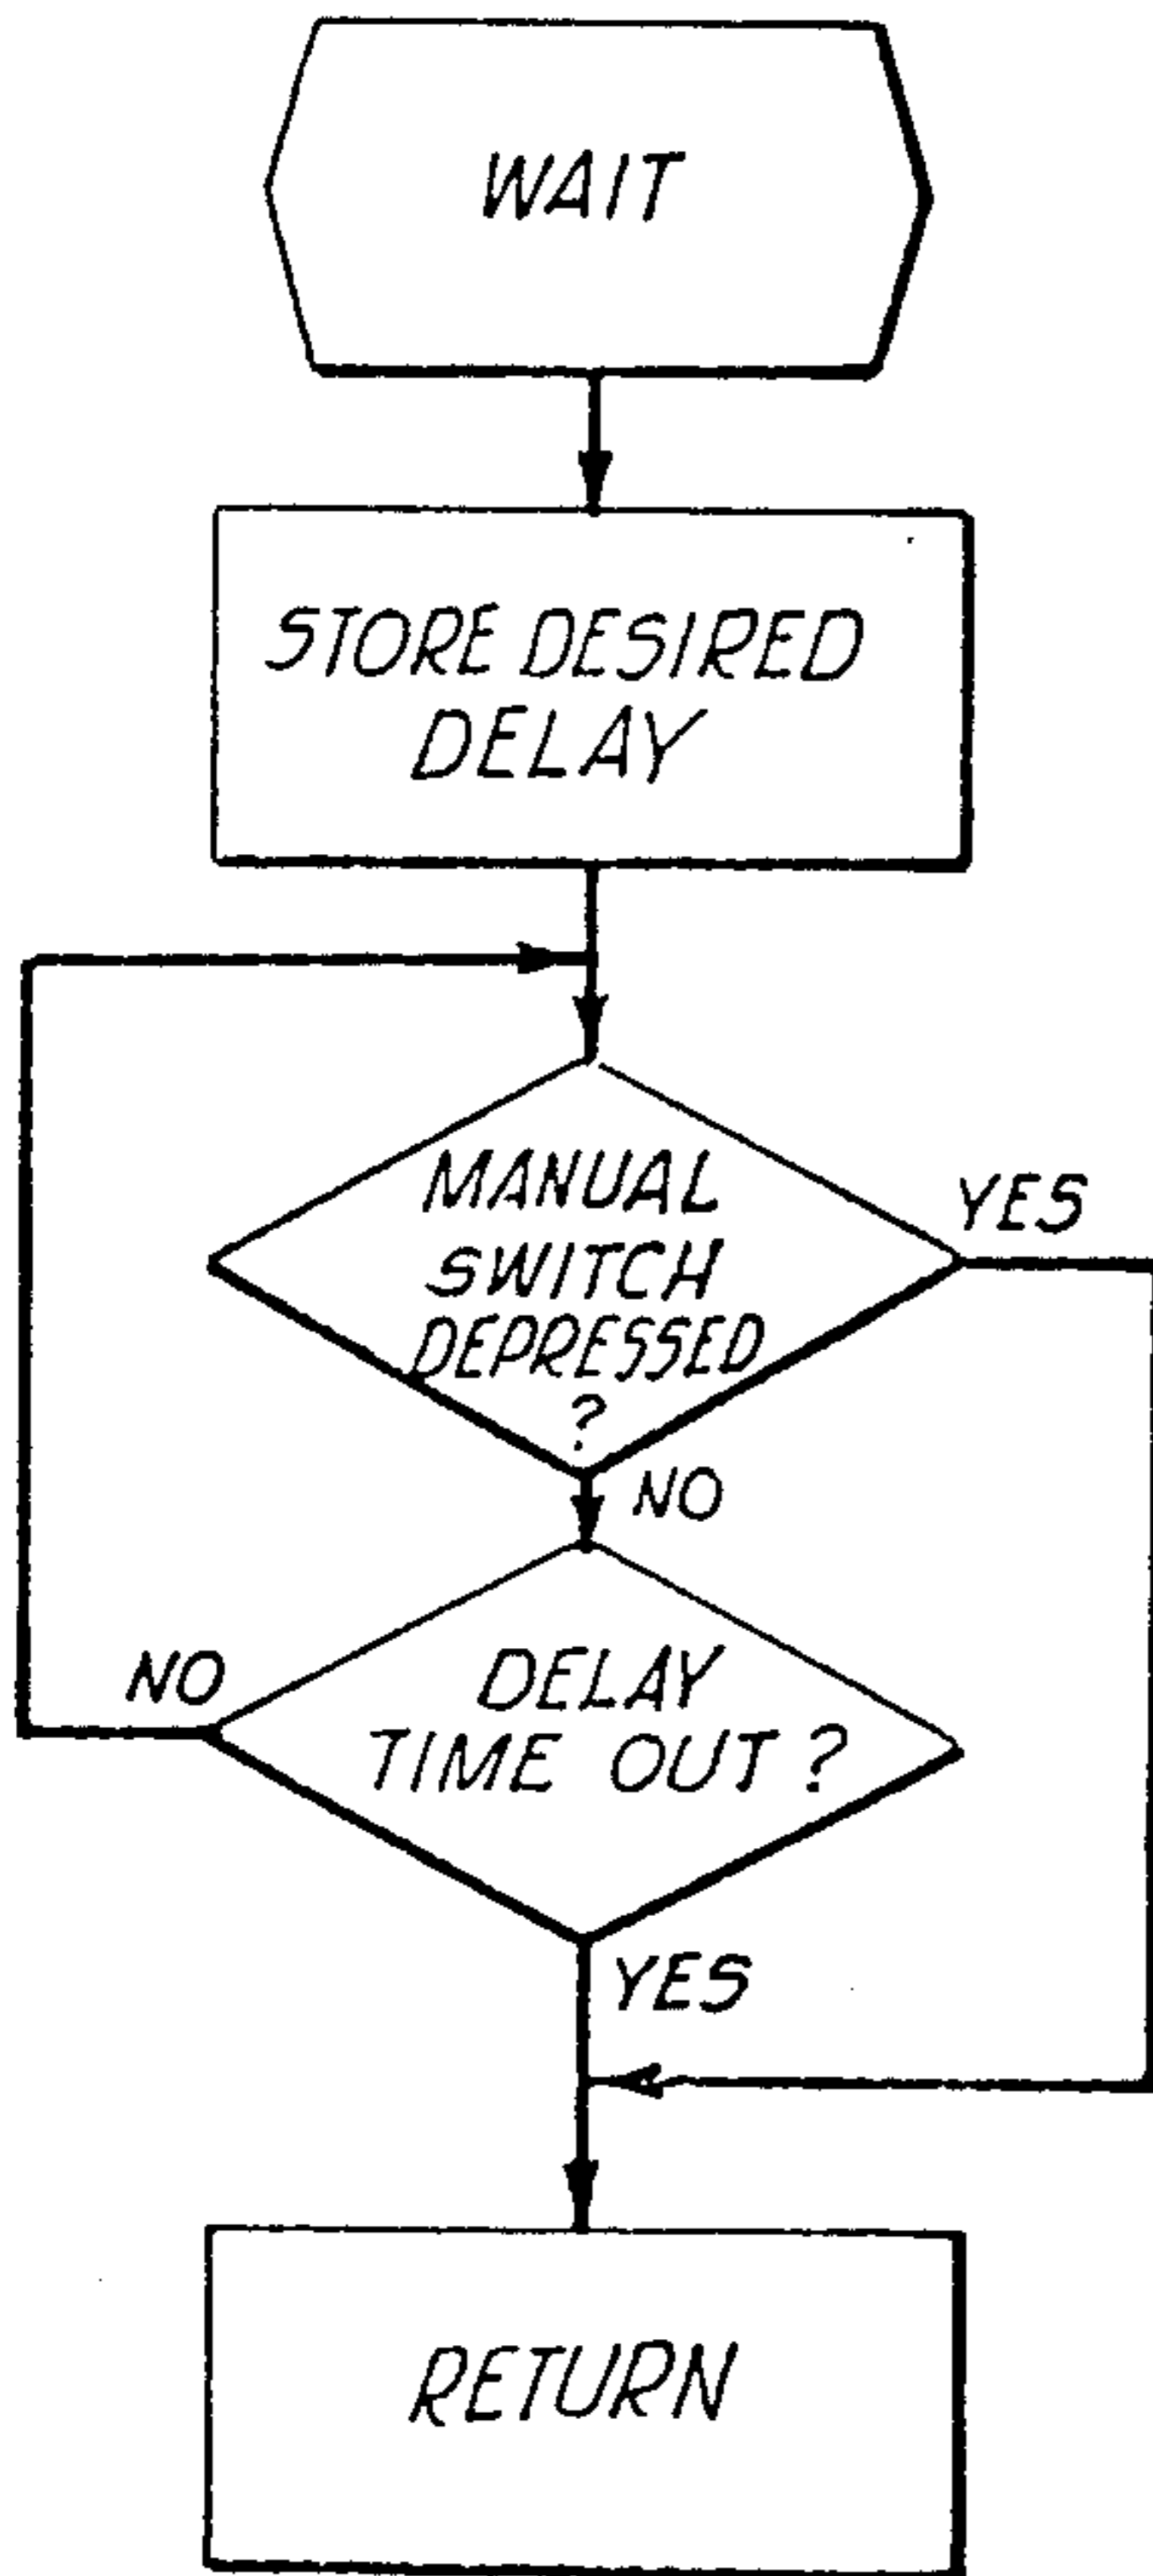 WAIT
STORE DESIRED
DELAY
MANUAL
SWITCH
DEPRESSED
?
YES
NO
DELAY
TIME OUT ?
NO
YES
RETURN